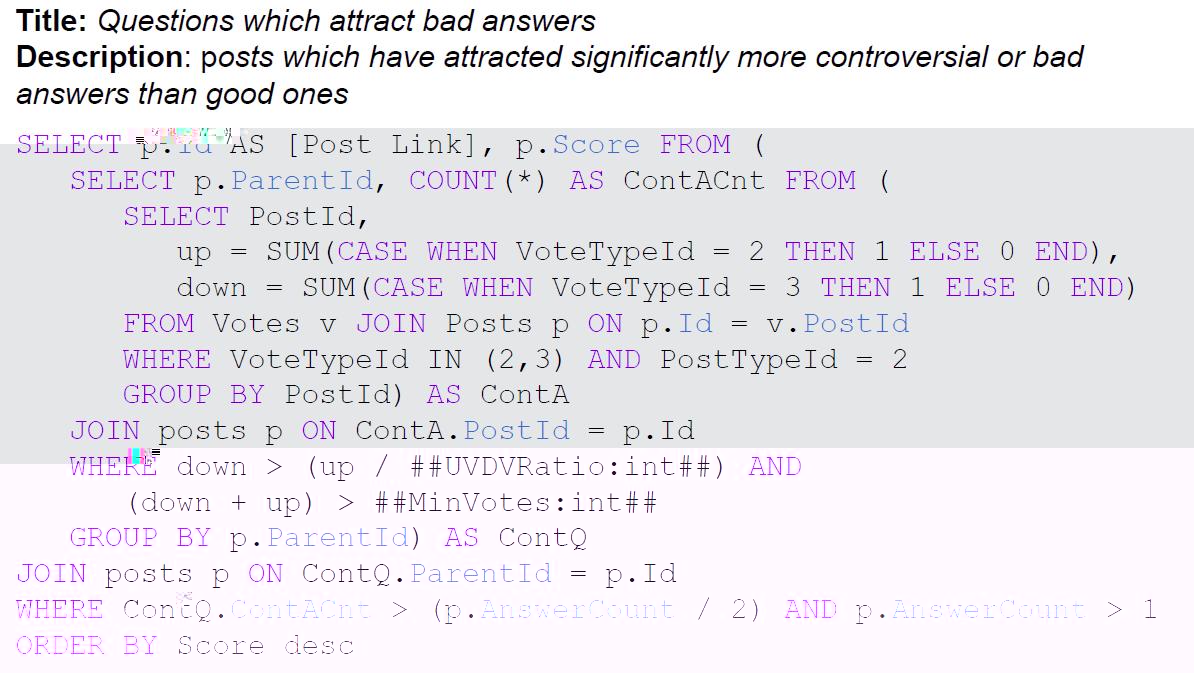 Title: Questions which attract bad answers
Description: posts which have attracted significantly more controversial or bad
answers than good ones
SELECT p.Id AS [Post Link], p.Score FROM (
SELECT p.ParentId, COUNT(*) AS ContACnt FROM (
SELECT PostId,
up = SUM(CASE WHEN VoteTypeId = 2 THEN 1 ELSE 0 END),
down = SUM(CASE WHEN VoteTypeId = 3 THEN 1 ELSE 0 END)
FROM Votes v JOIN Posts p ON p.Id = v.PostId
WHERE VoteTypeId IN (2,3) AND PostTypeId = 2
GROUP BY PostId) AS ContA
JOIN posts p ON ContA.PostId = p.Id
WHERE down > (up / ##UVDVRatio:int##) AND
(down + up) > ##MinVotes:int##
GROUP BY p.ParentId) AS ContQ
JOIN posts p ON ContQ.ParentId = p.Id
WHERE ContQ.ContACnt > (p.AnswerCount / 2) AND p.AnswerCount > 1
ORDER BY Score desc